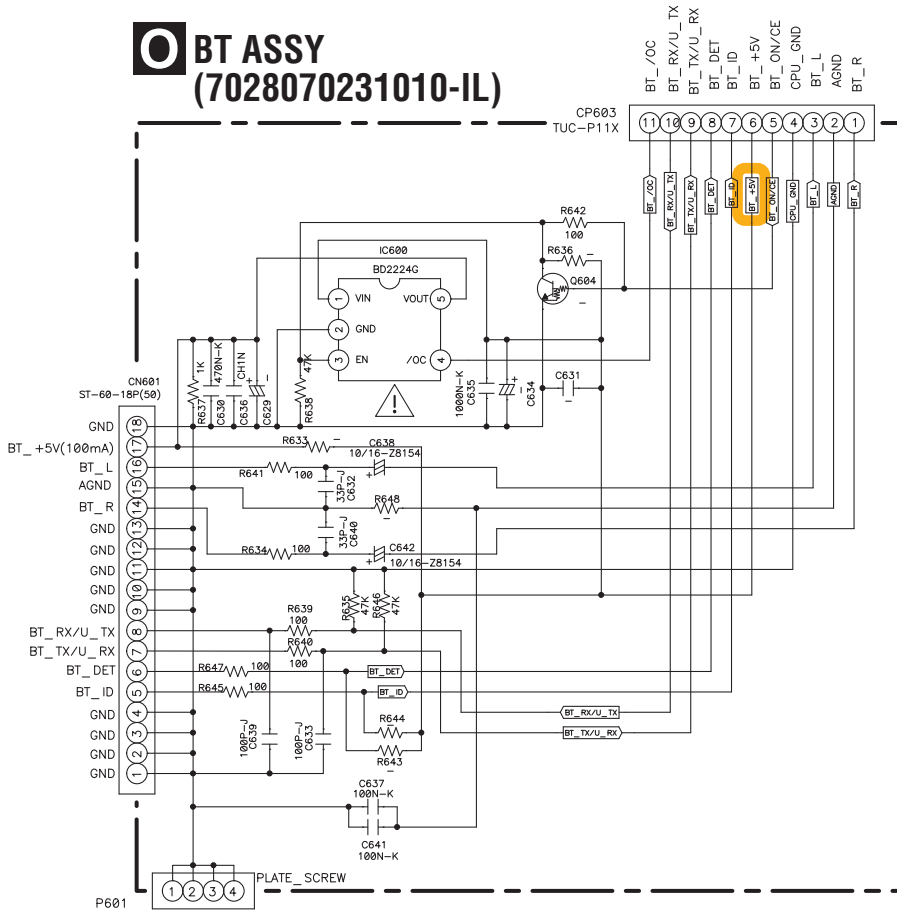 O BT ASSY
(7028070231010-IL)
BT_/OC
BT_RX/U_TX
BT_TX/U_RX
BT_DET
BT_ID
BT_+5V
BT_ON/CE
CPU_GND
BT_L
AGND
BT_R
CP603
TUC-P11X
11 10 9 8 7 6 5 4 3 2 1
BT_/OC
BT_RX/U_TX
BT_TX/U_RX
BT_DET
BT_ID
BT_+5V
BT_ON/CE
CPU_GND
BT_L
AGND
BT_R
R642
100
R636
-
Q604
-
IC600
BD2224G
1 VIN
VOUT 5
2 GND
3 EN
/OC 4
1K
R637
470N-K
C630
CH1N
C636
-
C629
47K
R638
1000N-K
C635
-
C634
C631
-
CN601
ST-60-18P(50)
GND 18
BT_+5V(100mA) 17
BT_L 16
AGND 15
BT_R 14
GND 13
GND 12
GND 11
GND 10
GND 9
BT_RX/U_TX 8
BT_TX/U_RX 7
BT_DET 6
BT_ID 5
GND 4
GND 3
GND 2
GND 1
R633 -
C638
10/16-Z8154
R641 100
33P-J
C632
R648
-
33P-J
C640
R634 100
C642
10/16-Z8154
R635
47K
R646
47K
R639
100
R640
100
R647 100
BT_DET
R645 100
BT_ID
BT_RX/U_TX
BT_TX/U_RX
100P-J
C639
100P-J
C633
R644
-
R643
-
C637
100N-K
C641
100N-K
PLATE_SCREW
1 2 3 4
P601